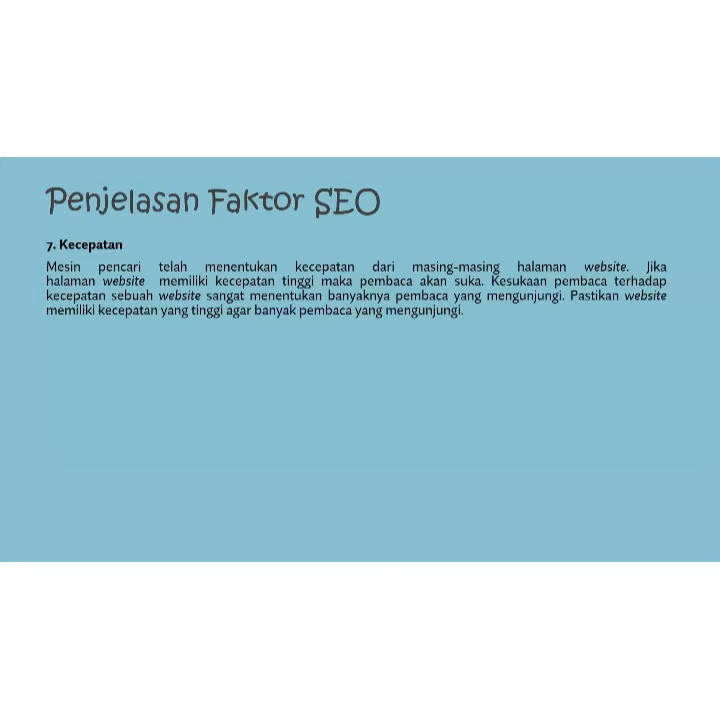 Penjelasan Faktor SEO
7. Kecepatan
Mesin pencari telah menentukan kecepatan dari masing-masing halaman website. Jika
halaman website memiliki kecepatan tinggi maka pembaca akan suka. Kesukaan pembaca terhadap
kecepatan sebuah website sangat menentukan banyaknya pembaca yang mengunjungi. Pastikan website
memiliki kecepatan yang tinggi agar banyak pembaca yang mengunjungi.